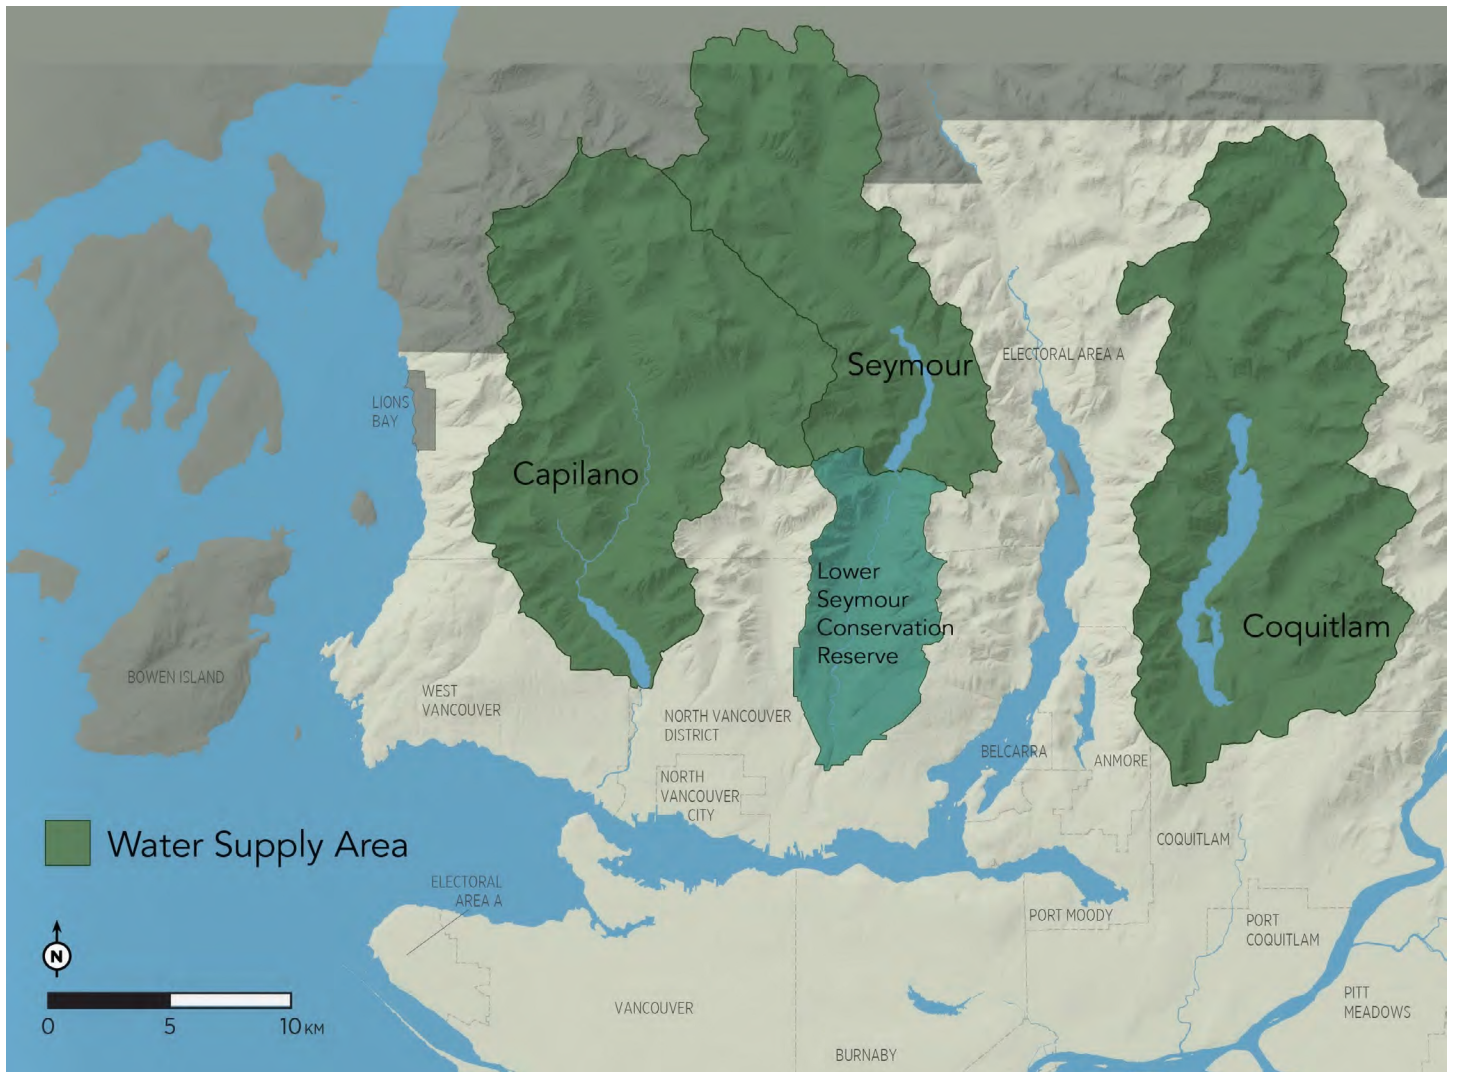 Seymour
ELECTORAL AREA A
LIONS
BAY
Capilano
Lower
Seymour
Conservation
Reserve
Coquitlam
BOWEN ISLAND
WEST
VANCOUVER
NORTH VANCOUVER
DISTRICT
BELCARRA
ANMORE
NORTH
VANCOUVER
CITY
Water Supply Area
COQUITLAM
ELECTORAL
AREA A
PORT MOODY
PORT
COQUITLAM
N
PITT
MEADOWS
VANCOUVER
0 5 10 KM
BURNABY